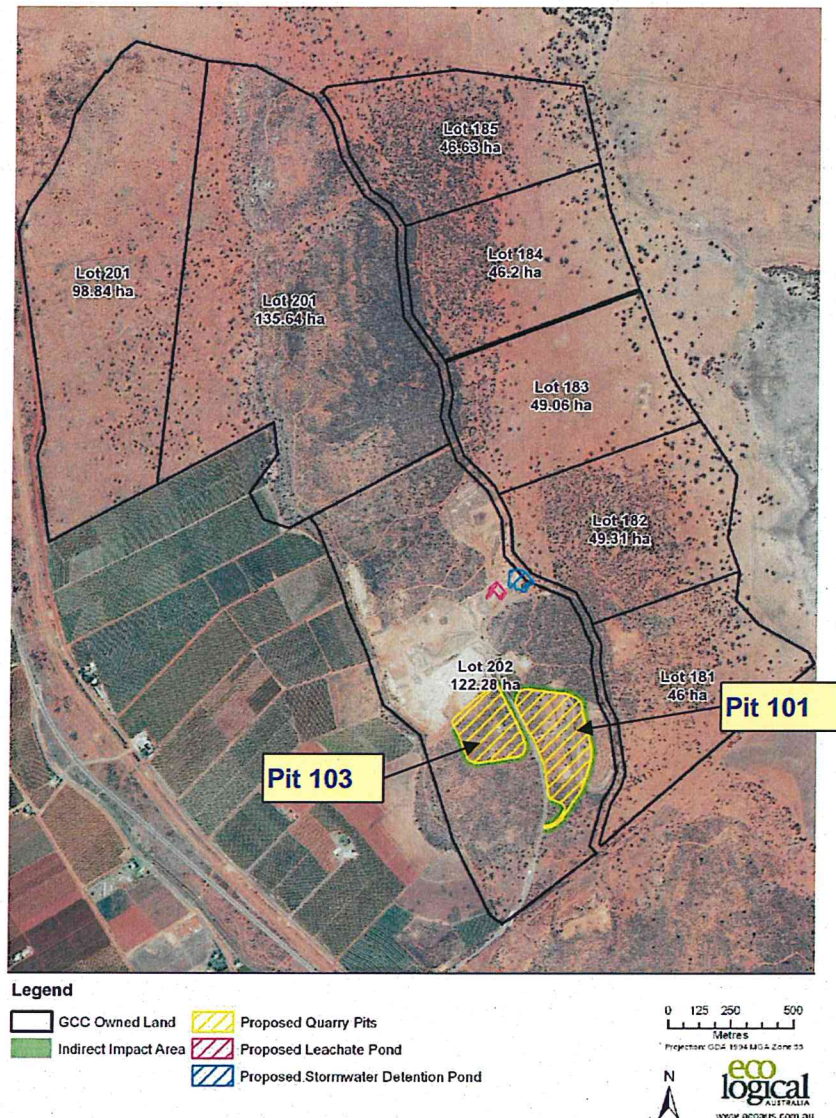 Lot 185
46.63 ha
Lot 184
46.2 ha
Lot 201
98.84 ha
Lot 201
135.64 ha
Lot 183
49.06 ha
Lot 182
49.31 ha
Lot 202
122.28 ha
Lot 181
46 ha
Pit 101
Pit 103
Legend
GCC Owned Land
Indirect Impact Area
Proposed Quarry Pits
Proposed Leachate Pond
Proposed Stormwater Detention Pond
0 125 250 500
Metres
Projection: GDA 1994 MGA Zone 55
N
eco
logical
AUSTRALIA
www.ecoaus.com.au